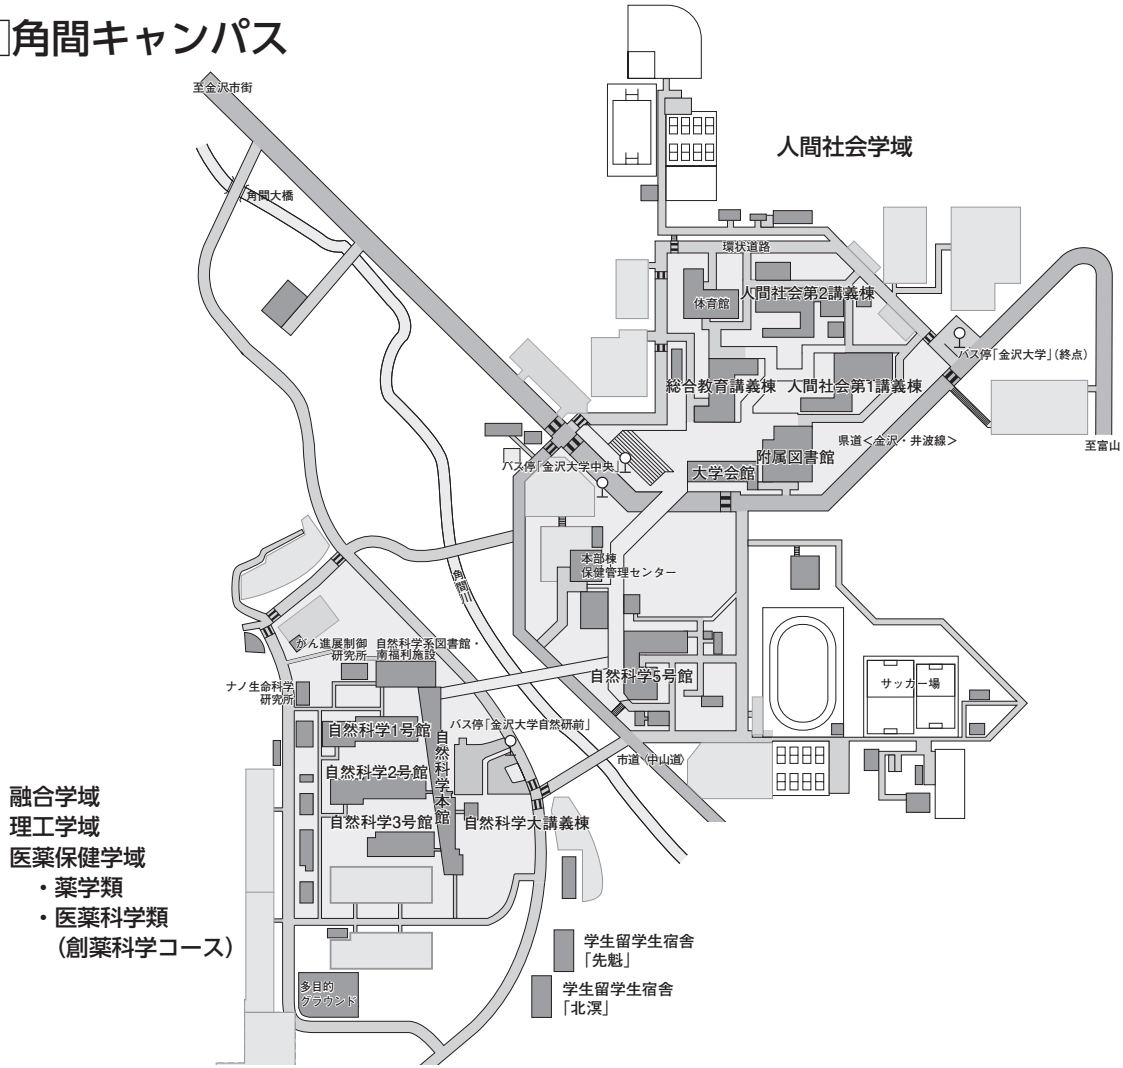 角間キャンパス
至金沢市街
人間社会学域
角間大橋
環状道路
体育館
人間社会第2講義棟
バス停「金沢大学」(終点)
総合教育講義棟
人間社会第1講義棟
県道<金沢・井波線>
至富山
附属図書館
バス停「金沢大学中央」
大学会館
本部棟
保健管理センター
角間川
がん進展制御
研究所
自然科学系図書館・
南福利施設
自然科学5号館
サッカー場
ナノ生命科学
研究所
自然科学1号館
バス停「金沢大学自然研前」
自然科学本館
市道〈中山道〉
自然科学2号館
自然科学3号館
自然科学大講義棟
融合学域
理工学域
医薬保健学域
・薬学類
・医薬科学類
(創薬科学コース)
学生留学生宿舎
「先魁」
学生留学生宿舎
「北溟」
多目的
グラウンド